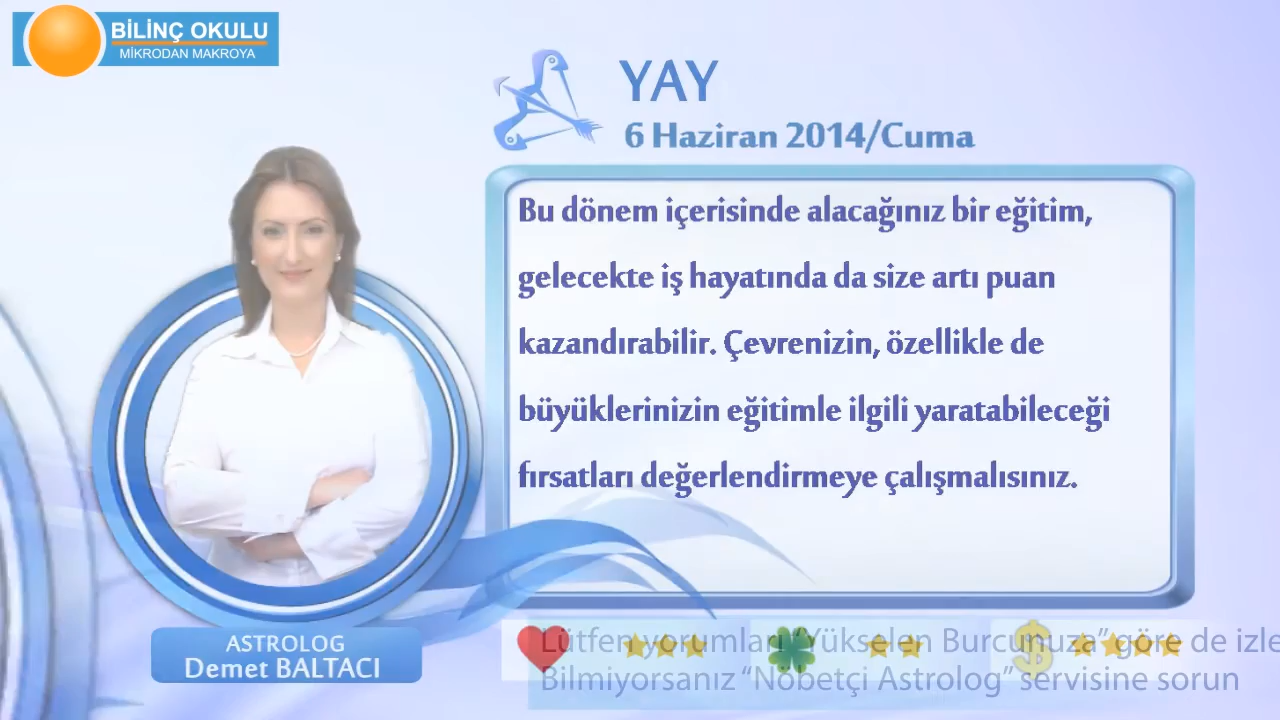 BİLİNÇ OKULU
MİKRODAN MAKROYA
YAY
6 Haziran 2014/Cuma
Bu dönem içerisinde alacağınız bir eğitim,
gelecekte iş hayatında da size artı puan
kazandırabilir. Çevrenizin, özellikle de
büyüklerinizin eğitimle ilgili yaratabileceği
fırsatları değerlendirmeye çalışmalısınız.
ASTROLOG
Demet BALTACI
Lütfen yorumları "Yükselen Burcunuza" göre de izle
Bilmiyorsanız "Nöbetçi Astrolog" servisine sorun